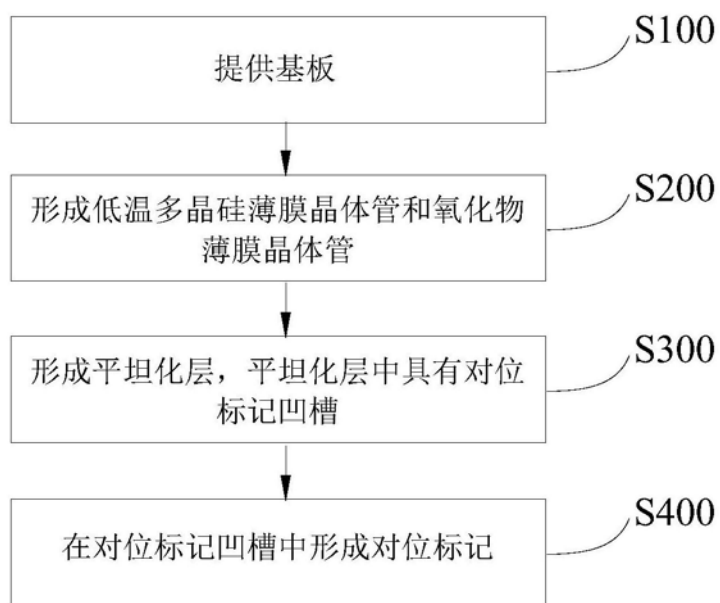 S100
提供基板
S200
形成低温多晶硅薄膜晶体管和氧化物
薄膜晶体管
S300
形成平坦化层，平坦化层中具有对位
标记凹槽
S400
在对位标记凹槽中形成对位标记